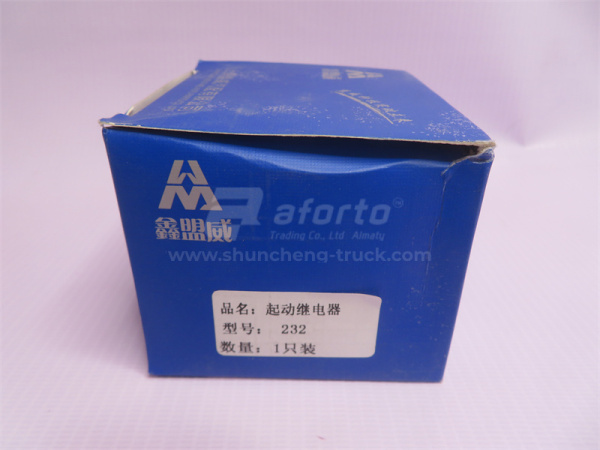 鑫盟威
aforto™
Trading Co., Ltd Almaty
www.shuncheng-truck.com
品名：起动继电器
型号： 232
数量：1只装